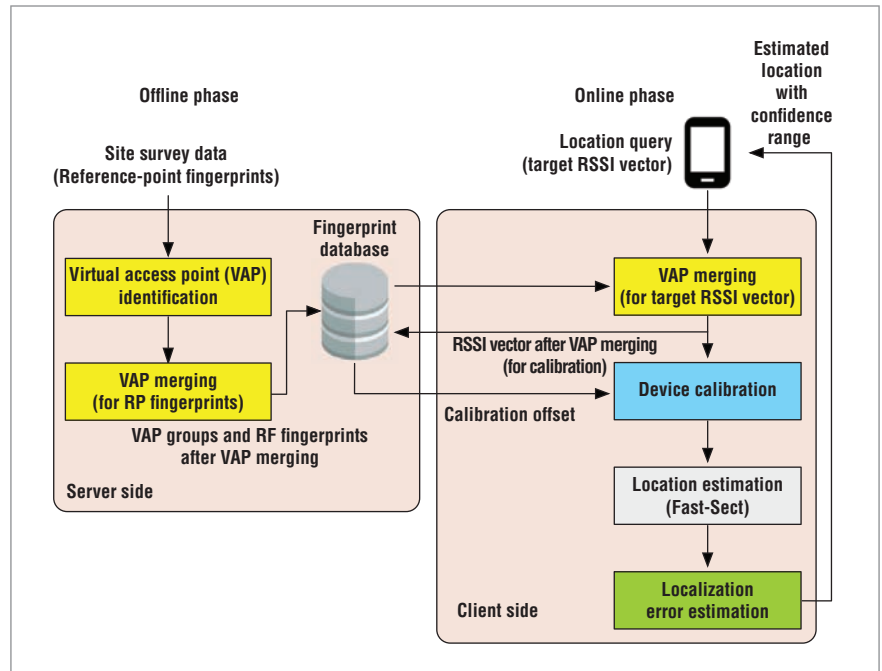 Offline phase
Online phase
Estimated
location
with
confidence
range
Site survey data
(Reference-point fingerprints)
Location query
(target RSSI vector)
Fingerprint
database
Virtual access point (VAP)
identification
VAP merging
(for RP fingerprints)
VAP groups and RF fingerprints
after VAP merging
Server side
VAP merging
(for target RSSI vector)
RSSI vector after VAP merging
(for calibration)
Device calibration
Calibration offset
Location estimation
(Fast-Sect)
Localization
error estimation
Client side